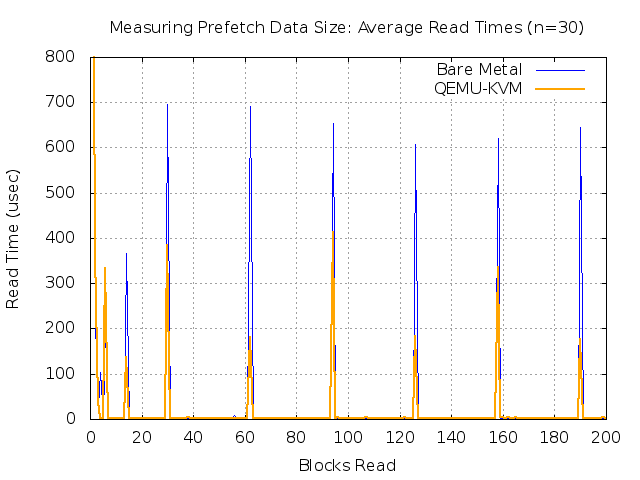 Measuring Prefetch Data Size: Average Read Times (n=30)
Bare Metal
QEMU-KVM
Read Time (usec)
800
700
600
500
400
300
200
100
0
0 20 40 60 80 100 120 140 160 180 200
Blocks Read